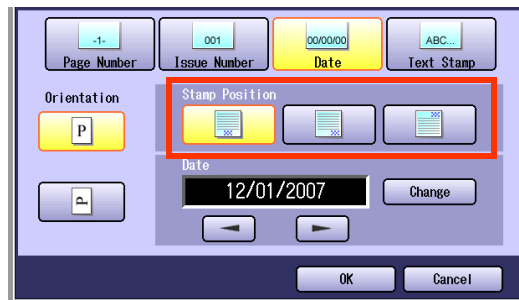 -1-
Page Number
001
Issue Number
00/00/00
Date
ABC...
Text Stamp
Orientation
P
P
Stamp Position
Date
12/01/2007
Change
OK
Cancel